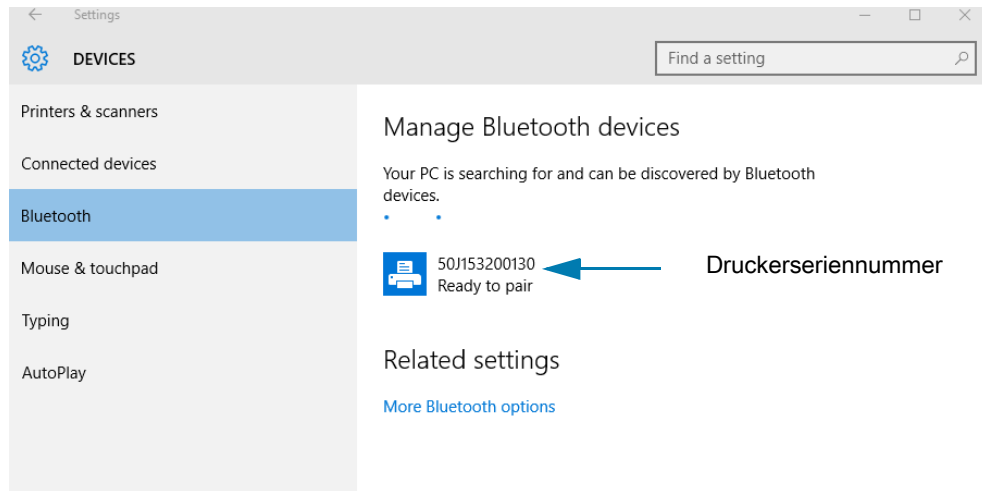 Settings
DEVICES
Find a setting
Printers & scanners
Connected devices
Bluetooth
Mouse & touchpad
Typing
AutoPlay
Manage Bluetooth devices
Your PC is searching for and can be discovered by Bluetooth
devices.
50J153200130
Ready to pair
Druckerseriennummer
Related settings
More Bluetooth options